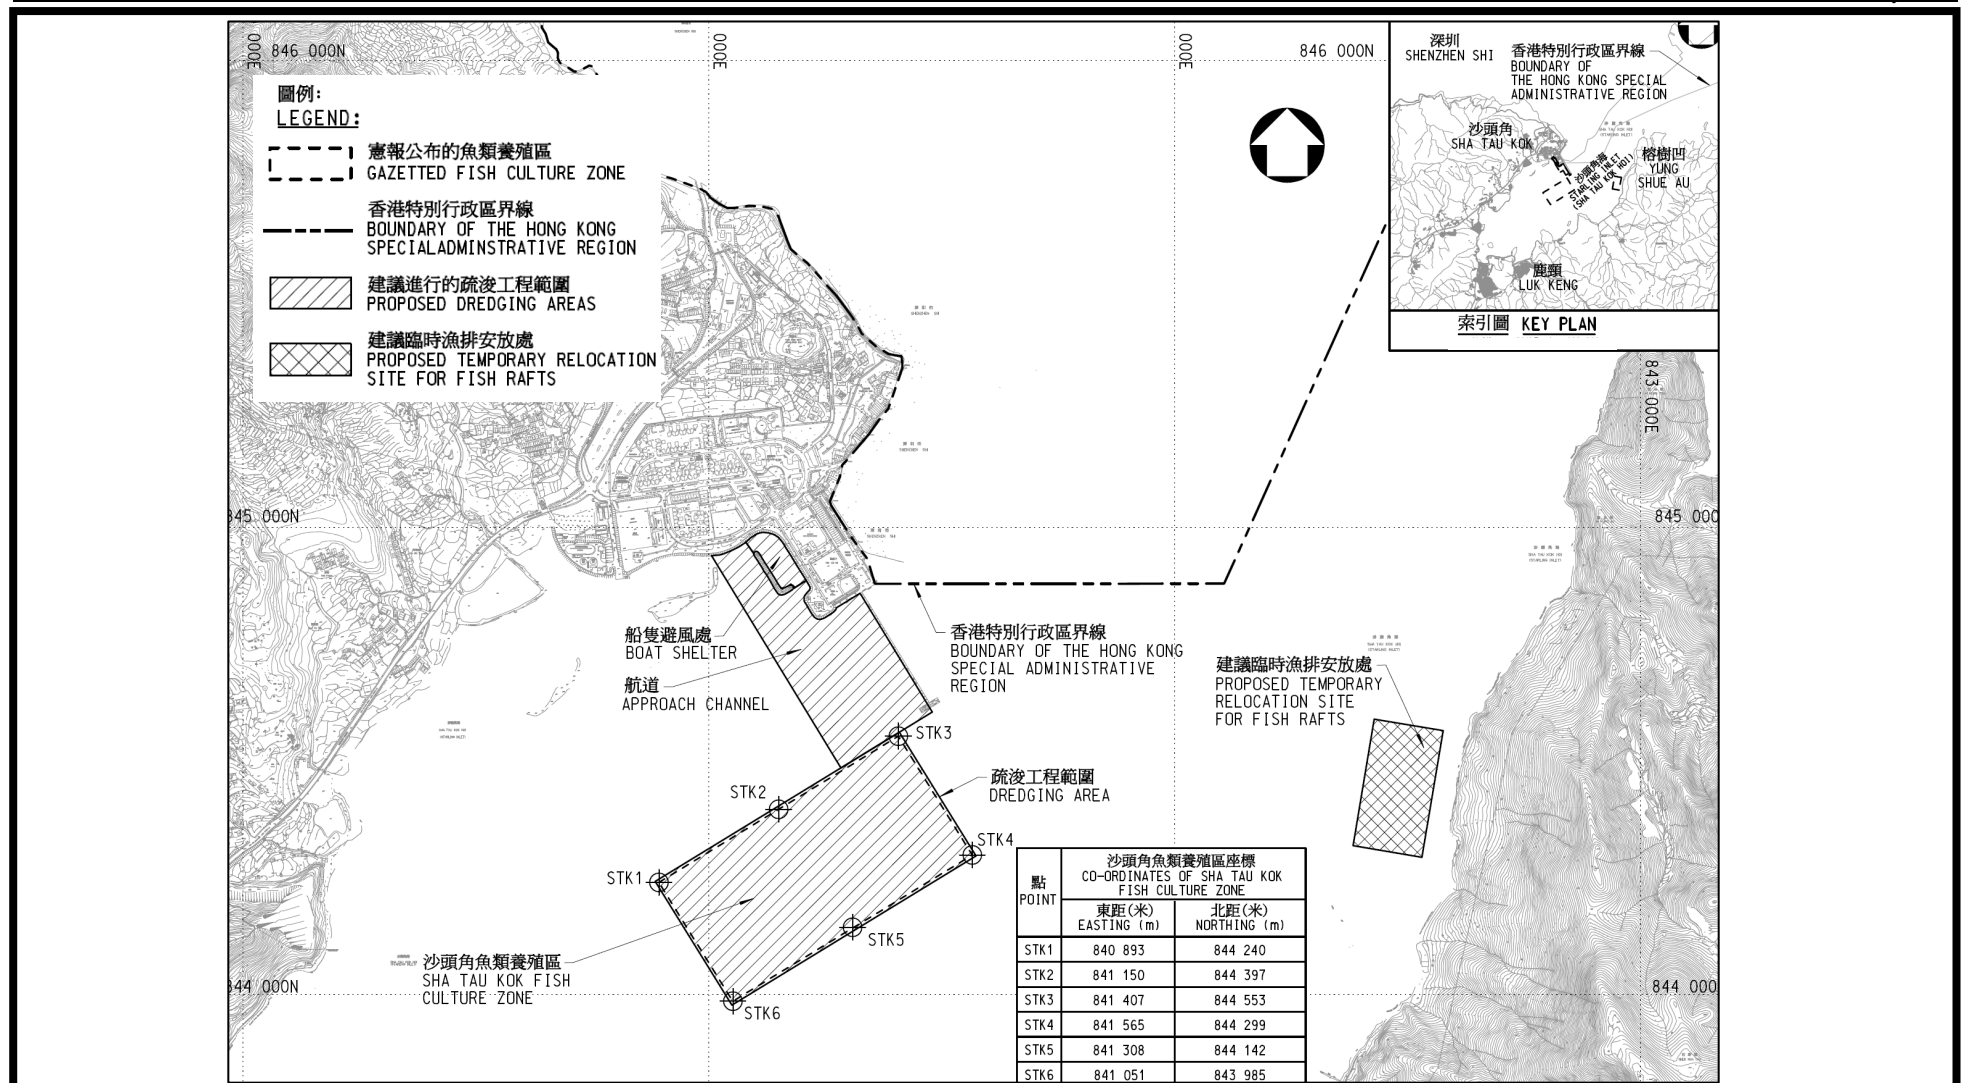 846 000N
000E
000E
000E
846 000N
圖例:
LEGEND:
憲報公布的魚類養殖區
GAZETTED FISH CULTURE ZONE
香港特別行政區界線
BOUNDARY OF THE HONG KONG
SPECIALADMINSTRATIVE REGION
建議進行的疏浚工程範圍
PROPOSED DREDGING AREAS
建議臨時漁排安放處
PROPOSED TEMPORARY RELOCATION
SITE FOR FISH RAFTS
深圳
SHENZHEN SHI
香港特別行政區界線
BOUNDARY OF
THE HONG KONG SPECIAL
ADMINISTRATIVE REGION
沙頭角
SHA TAU KOK
沙頭角海
STARLING INLET
(SHA TAU KOK HOI)
榕樹凹
YUNG
SHUE AU
鹿頸
LUK KENG
索引圖 KEY PLAN
843 000E
845 000N
845 000
船隻避風處
BOAT SHELTER
航道
APPROACH CHANNEL
香港特別行政區界線
BOUNDARY OF THE HONG KONG
SPECIAL ADMINISTRATIVE
REGION
建議臨時漁排安放處
PROPOSED TEMPORARY
RELOCATION SITE
FOR FISH RAFTS
STK3
STK2
疏浚工程範圍
DREDGING AREA
STK4
STK1
STK5
沙頭角魚類養殖區
SHA TAU KOK FISH
CULTURE ZONE
STK6
844 000N
844 000
點
POINT
沙頭角魚類養殖區座標
CO-ORDINATES OF SHA TAU KOK
FISH CULTURE ZONE
東距(米)
EASTING (m)
北距(米)
NORTHING (m)
STK1 840 893 844 240
STK2 841 150 844 397
STK3 841 407 844 553
STK4 841 565 844 299
STK5 841 308 844 142
STK6 841 051 843 985